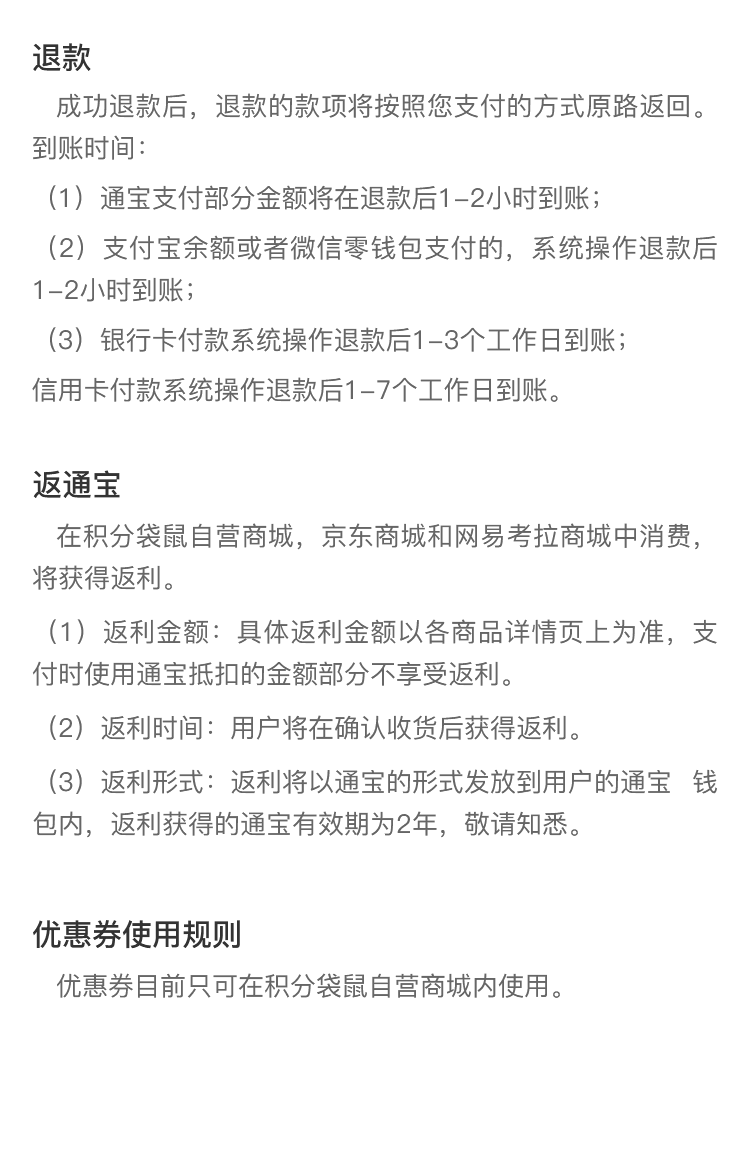 退款
成功退款后，退款的款项将按照您支付的方式原路返回。
到账时间：
（1）通宝支付部分金额将在退款后1-2小时到账；
（2）支付宝余额或者微信零钱包支付的，系统操作退款后
1-2小时到账；
（3）银行卡付款系统操作退款后1-3个工作日到账；
信用卡付款系统操作退款后1-7个工作日到账。
返通宝
在积分袋鼠自营商城，京东商城和网易考拉商城中消费，
将获得返利。
（1）返利金额：具体返利金额以各商品详情页上为准，支
付时使用通宝抵扣的金额部分不享受返利。
（2）返利时间：用户将在确认收货后获得返利。
（3）返利形式：返利将以通宝的形式发放到用户的通宝 钱
包内，返利获得的通宝有效期为2年，敬请知悉。
优惠券使用规则
优惠券目前只可在积分袋鼠自营商城内使用。